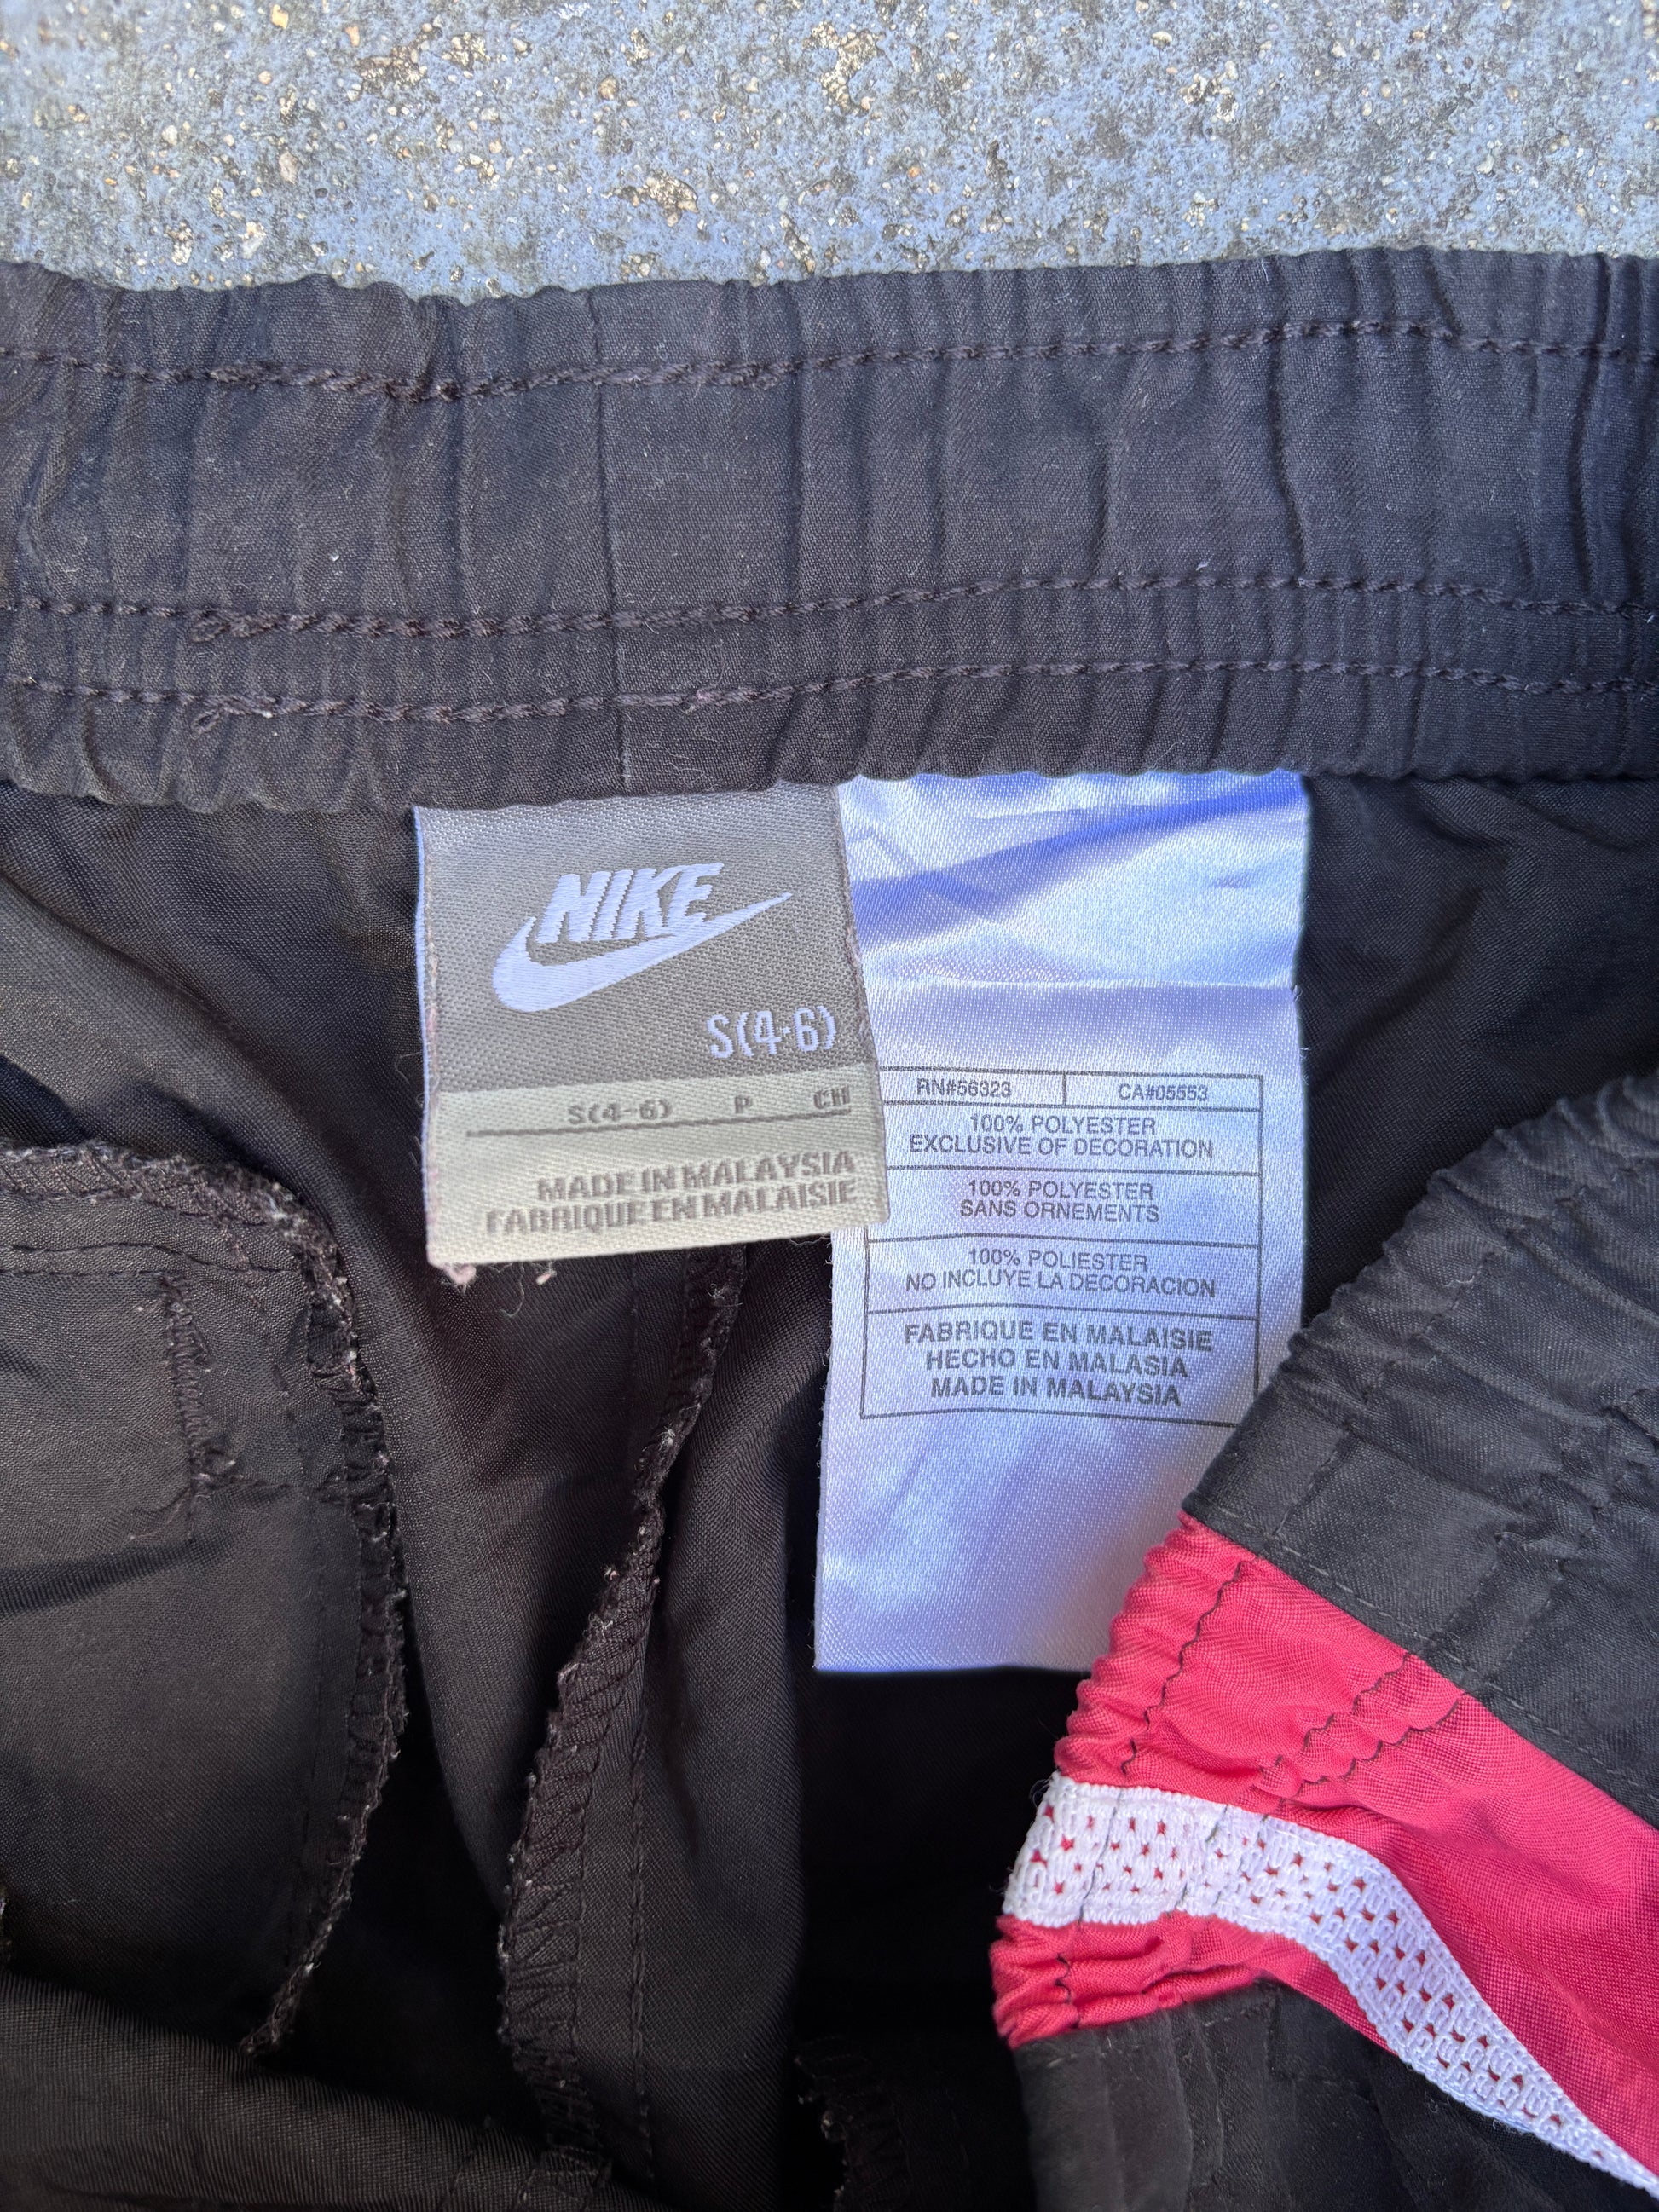 NIKE
S(4-6)
S(4-6) P CH
MADE IN MALAYSIA
FABRIQUE EN MALAISIE
RN#56323 CA#05553
100% POLYESTER
EXCLUSIVE OF DECORATION
100% POLYESTER
SANS ORNEMENTS
100% POLIESTER
NO INCLUYE LA DECORACION
FABRIQUE EN MALAISIE
HECHO EN MALASIA
MADE IN MALAYSIA